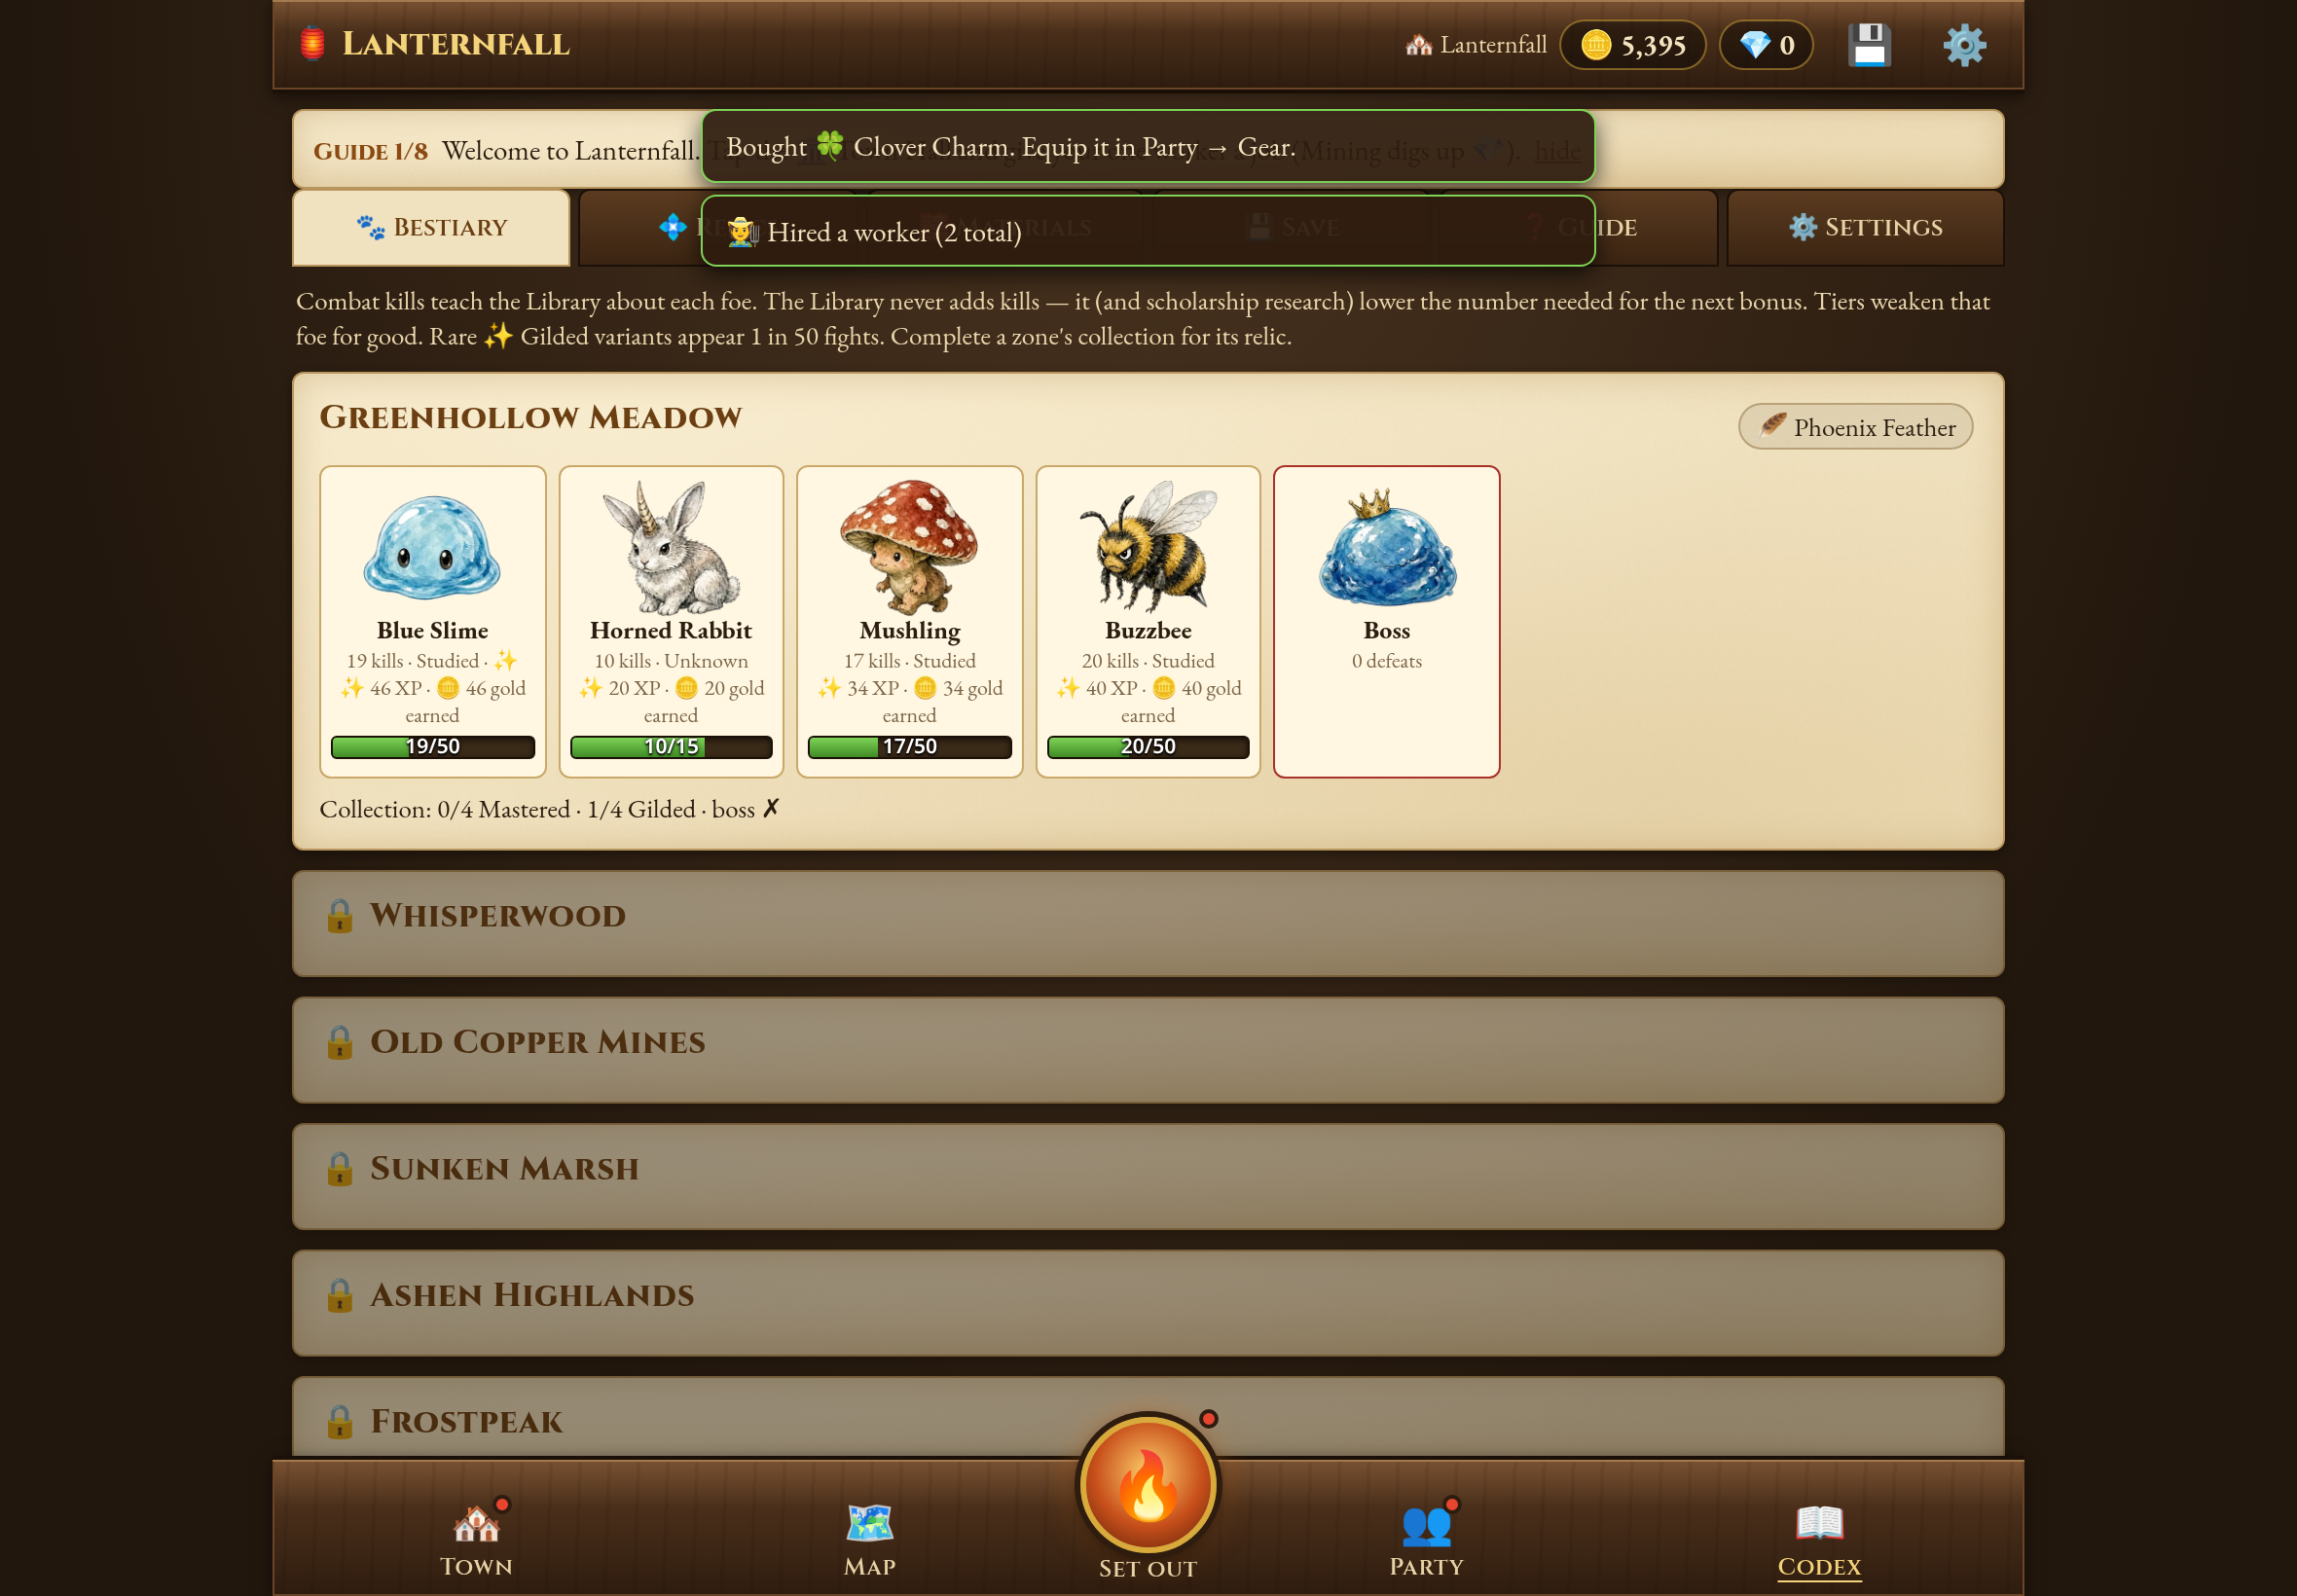 Lanternfall
Lanternfall
5,395
0
Guide 1/8 Welcome to Lanternfall.
(Mining digs up ). hide
Bought Clover Charm. Equip it in Party → Gear.
Hired a worker (2 total)
Bestiary
Materials
Save
Guide
Settings
Combat kills teach the Library about each foe. The Library never adds kills — it (and scholarship research) lower the number needed for the next bonus. Tiers weaken that
foe for good. Rare ✨ Gilded variants appear 1 in 50 fights. Complete a zone's collection for its relic.
Greenhollow Meadow
Phoenix Feather
Blue Slime
19 kills · Studied · ✨
✨ 46 XP · 🪙 46 gold
earned
19/50
Horned Rabbit
10 kills · Unknown
✨ 20 XP · 🪙 20 gold
earned
10/15
Mushling
17 kills · Studied
✨ 34 XP · 🪙 34 gold
earned
17/50
Buzzbee
20 kills · Studied
✨ 40 XP · 🪙 40 gold
earned
20/50
Boss
0 defeats
Collection: 0/4 Mastered · 1/4 Gilded · boss ✗
Whisperwood
Old Copper Mines
Sunken Marsh
Ashen Highlands
Frostpeak
Town
Map
Set out
Party
Codex